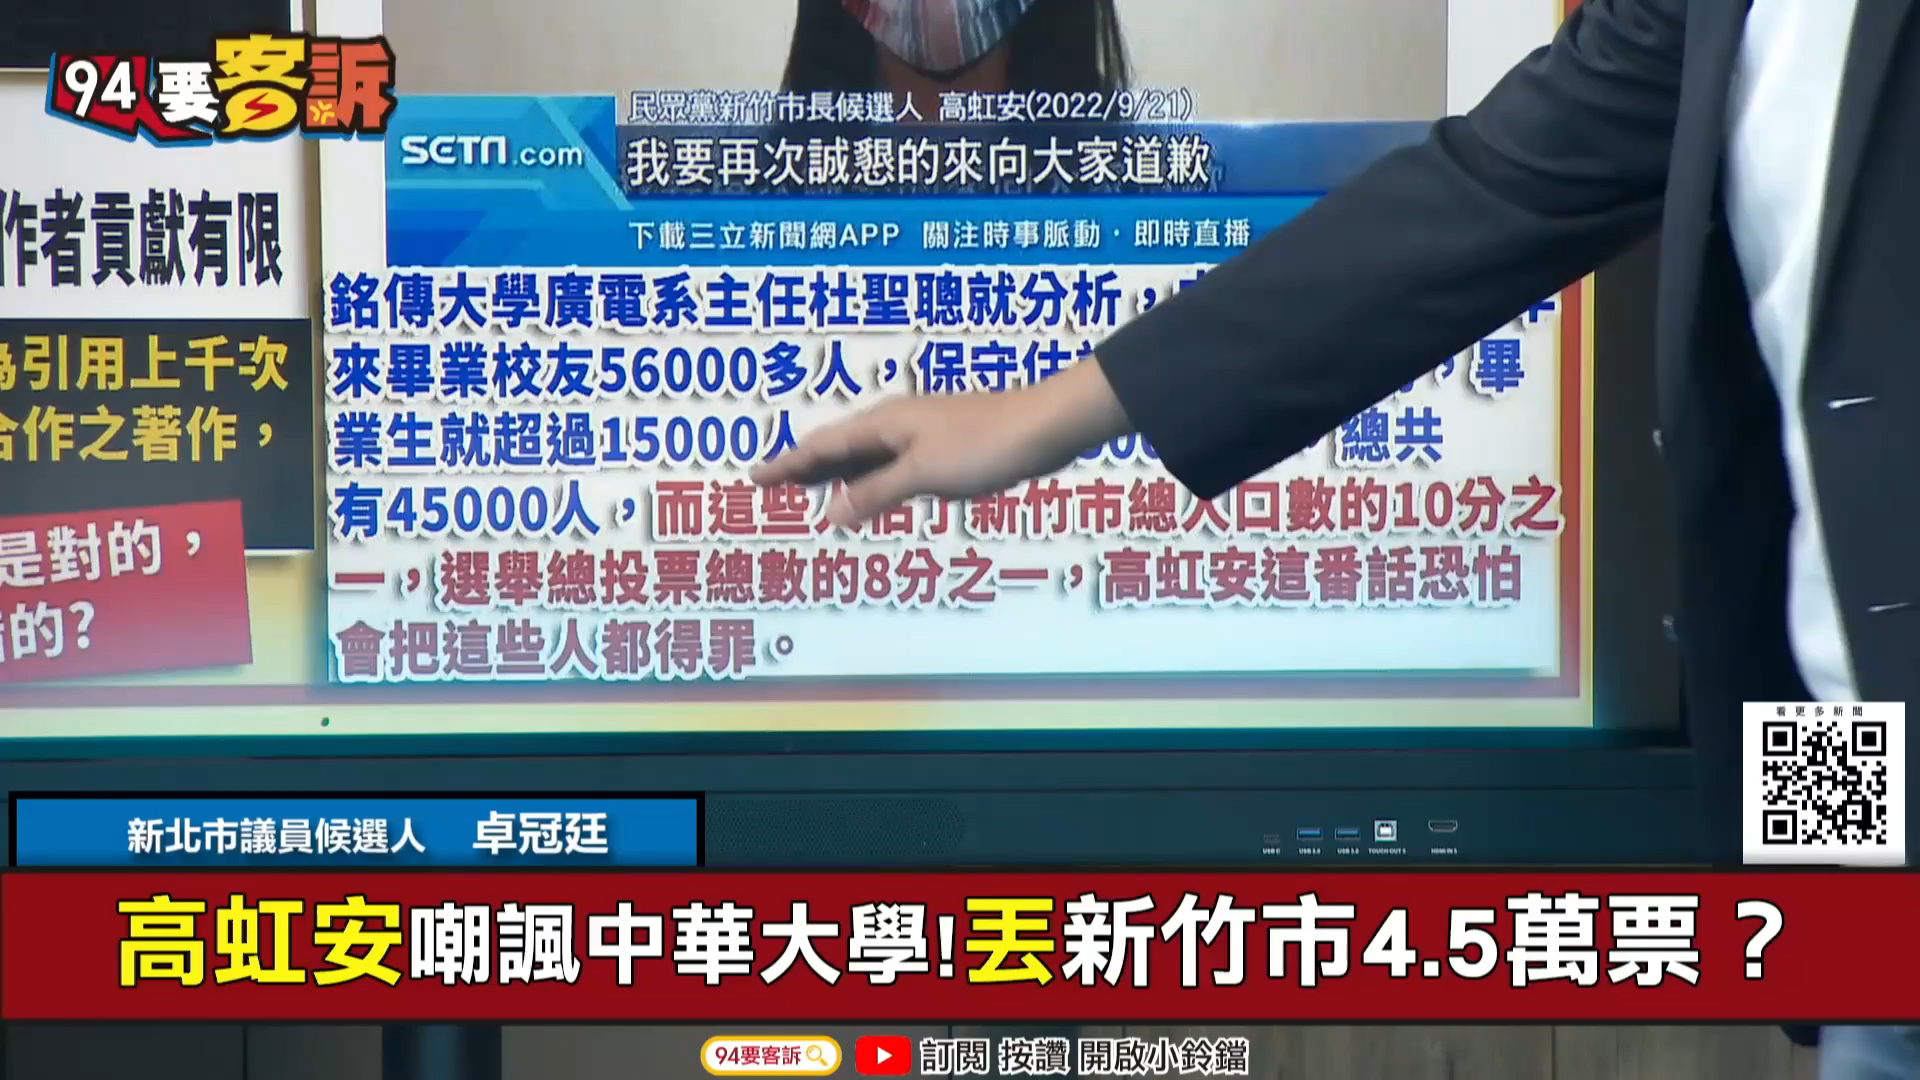 94要客訴
民眾黨新竹市長候選人 高虹安(2022/9/21)
SETN.com
我要再次誠懇的來向大家道歉
下載三立新聞網APP 關注時事脈動·即時直播
作者貢獻有限
為引用上千次
合作之著作，
是對的，
的?
銘傳大學廣電系主任杜聖聰就分析，
來畢業校友56000多人，保守估 ，畢
業生就超過15000人 總共
有45000人，而這些人佔了新竹市總人口數的10分之
一，選舉總投票總數的8分之一，高虹安這番話恐怕
會把這些人都得罪。
看更多新聞
新北市議員候選人 卓冠廷
高虹安嘲諷中華大學!丟新竹市4.5萬票？
94要客訴 訂閱 按讚 開啟小鈴鐺